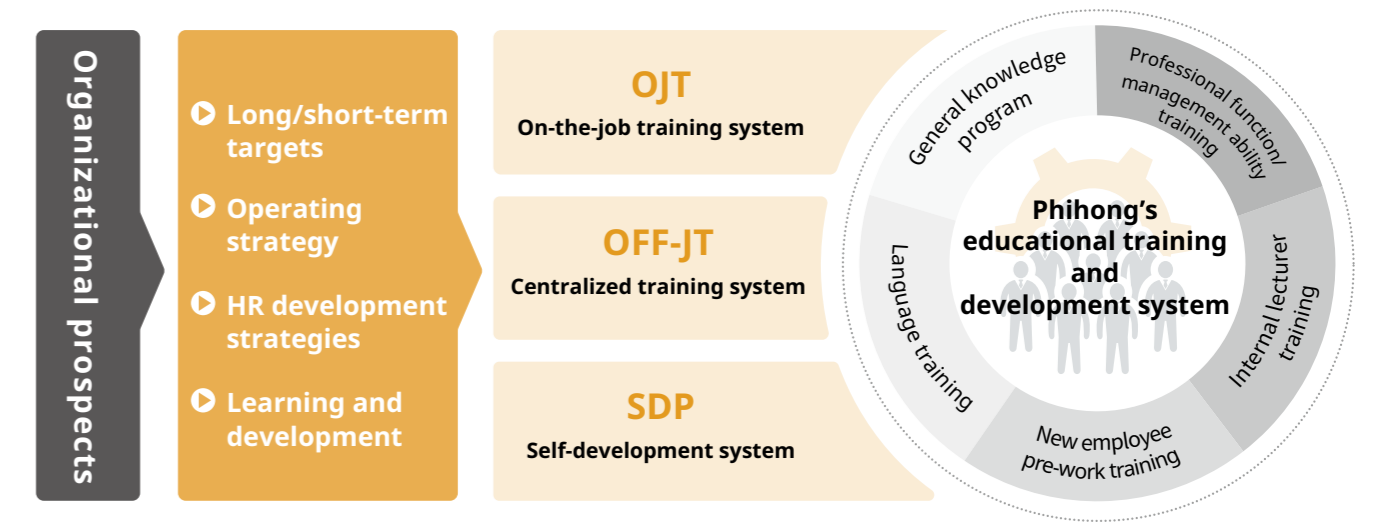 Organizational prospects
Long/short-term
targets
Operating
strategy
HR development
strategies
Learning and
development
OJT
On-the-job training system
OFF-JT
Centralized training system
SDP
Self-development system
General knowledge
program
Professional function/
management ability
training
Internal lecturer
training
New employee
pre-work training
Language training
Phihong’s
educational training
and
development system